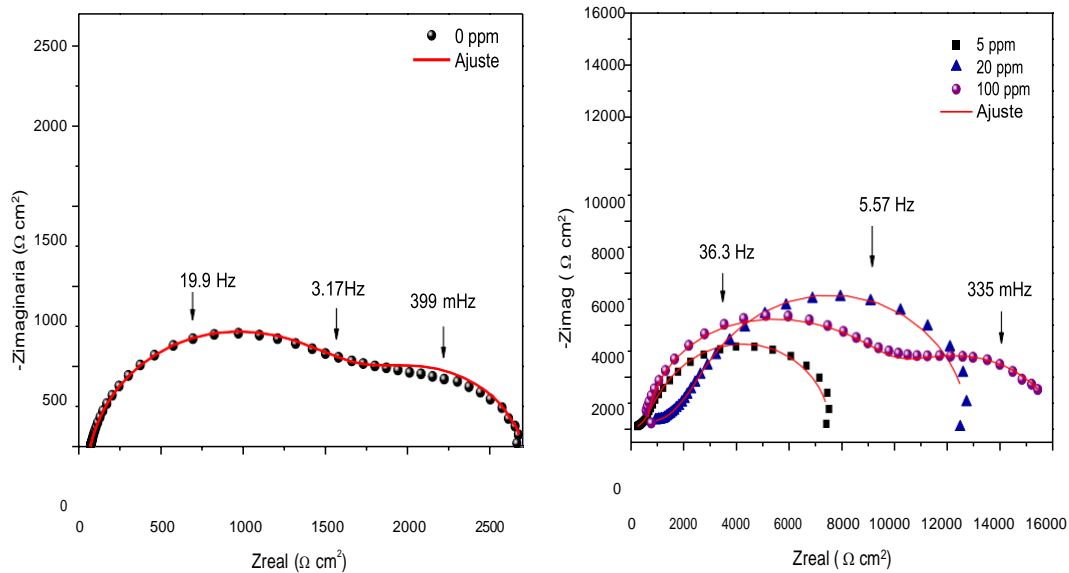 2500
2000
1500
1000
500
0
-Zimaginaria (Ω cm²)
0 ppm
Ajuste
19.9 Hz
3.17Hz
399 mHz
0 500 1000 1500 2000 2500
Zreal (Ω cm²)
16000
14000
12000
10000
8000
6000
4000
2000
0
-Zimag ( Ω cm²)
5 ppm
20 ppm
100 ppm
Ajuste
36.3 Hz
5.57 Hz
335 mHz
0 2000 4000 6000 8000 10000 12000 14000 16000
Zreal ( Ω cm²)